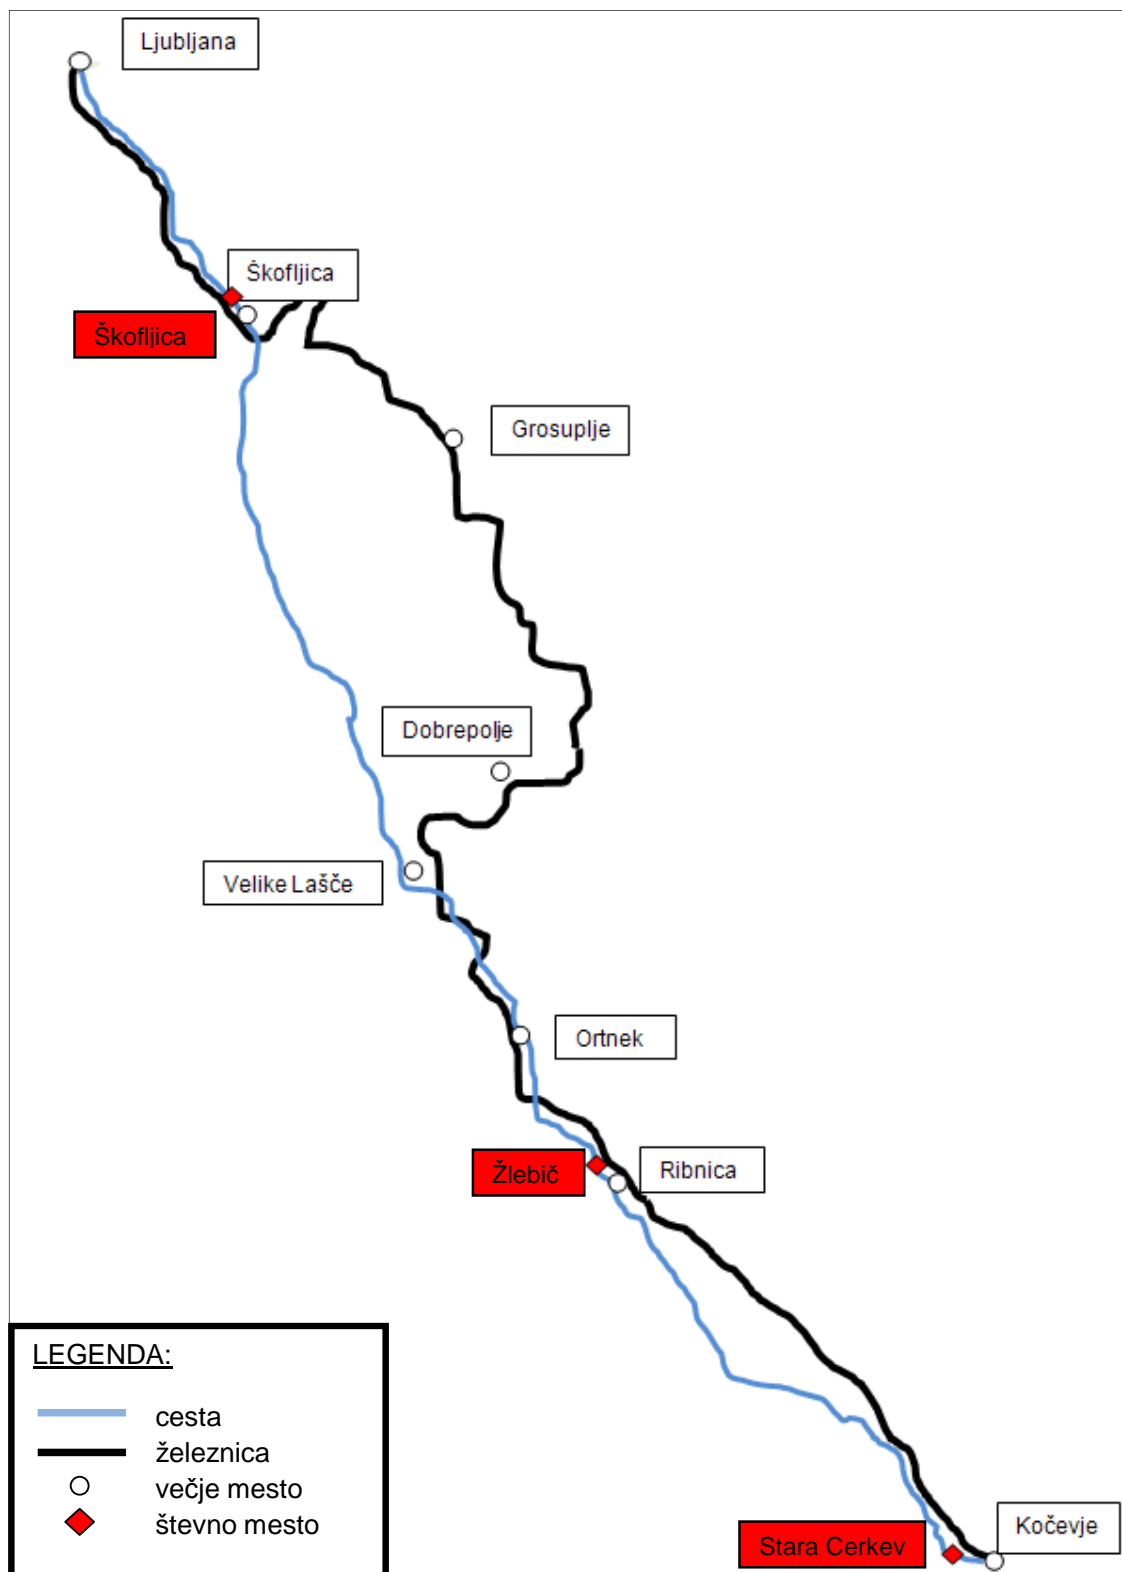 Ljubljana
Škofljica
Škofljica
Grosuplje
Dobrepolje
Velike Lašče
Ortnek
Žlebič
Ribnica
LEGENDA:
cesta
železnica
večje mesto
števno mesto
Kočevje
Stara Cerkev